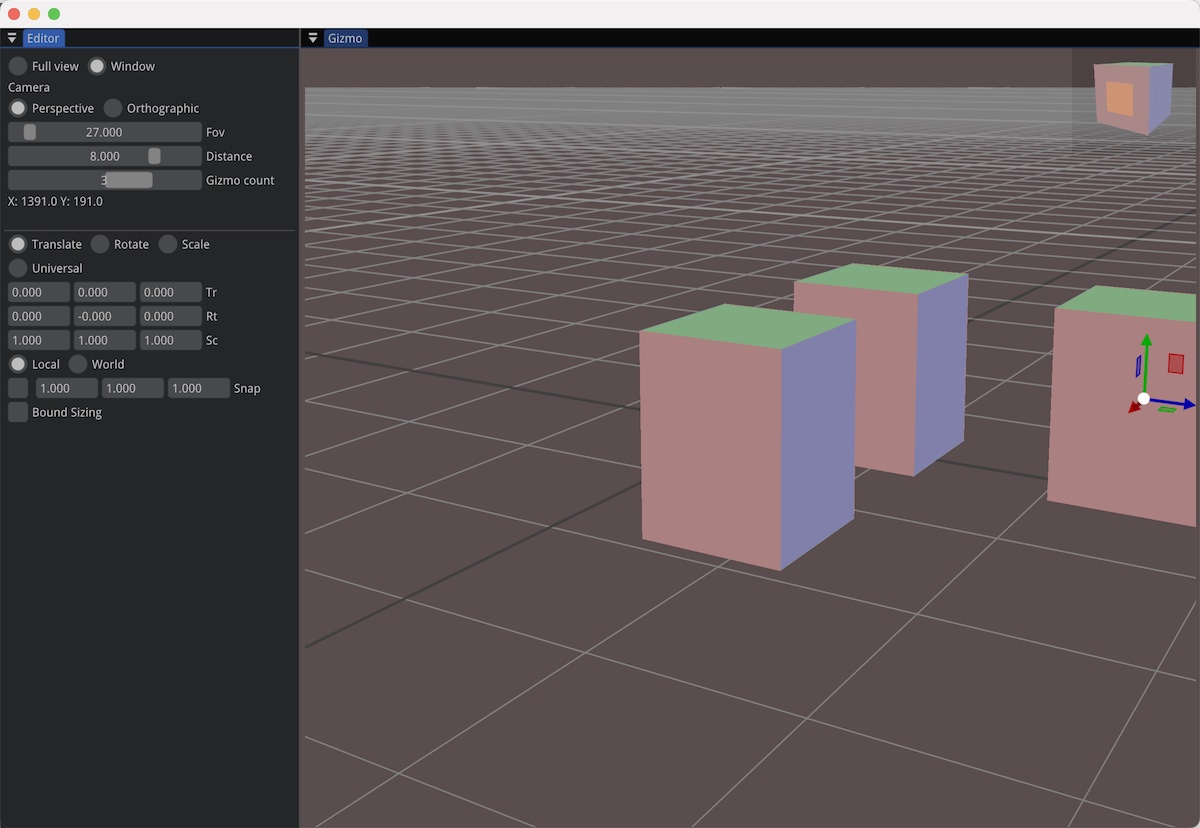 Editor
Gizmo
Full view Window
Camera
Perspective Orthographic
27.000 Fov
8.000 Distance
3 Gizmo count
X: 1391.0 Y: 191.0
Translate Rotate Scale
Universal
0.000 0.000 0.000 Tr
0.000 -0.000 0.000 Rt
1.000 1.000 1.000 Sc
Local World
1.000 1.000 1.000 Snap
Bound Sizing